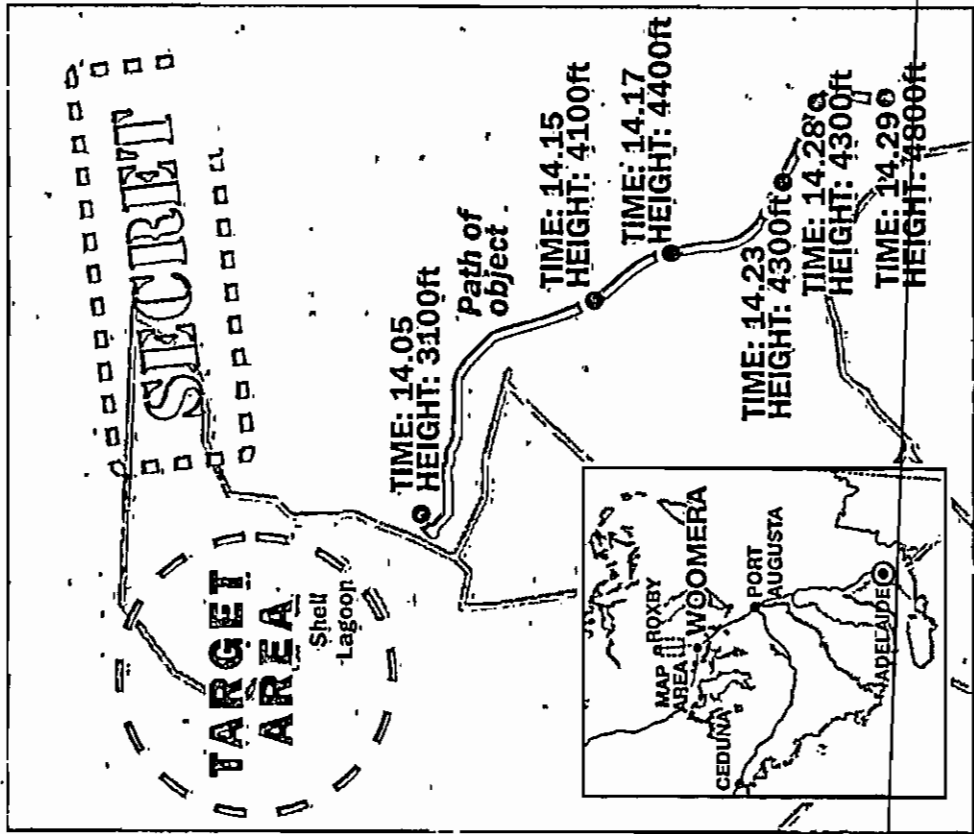 SECRET
TARGET
AREA
Shell
Lagoon
TIME: 14.05
HEIGHT: 3100ft
Path of
object
TIME: 14.15
HEIGHT: 4100ft
TIME: 14.17
HEIGHT: 4400ft
TIME: 14.23
HEIGHT: 4300ft
TIME: 14.28
HEIGHT: 4300ft
TIME: 14.29
HEIGHT: 4800ft
MAP
AREA
ROXBY
WOOMERA
CEDUNA
PORT
AUGUSTA
ADELAIDE